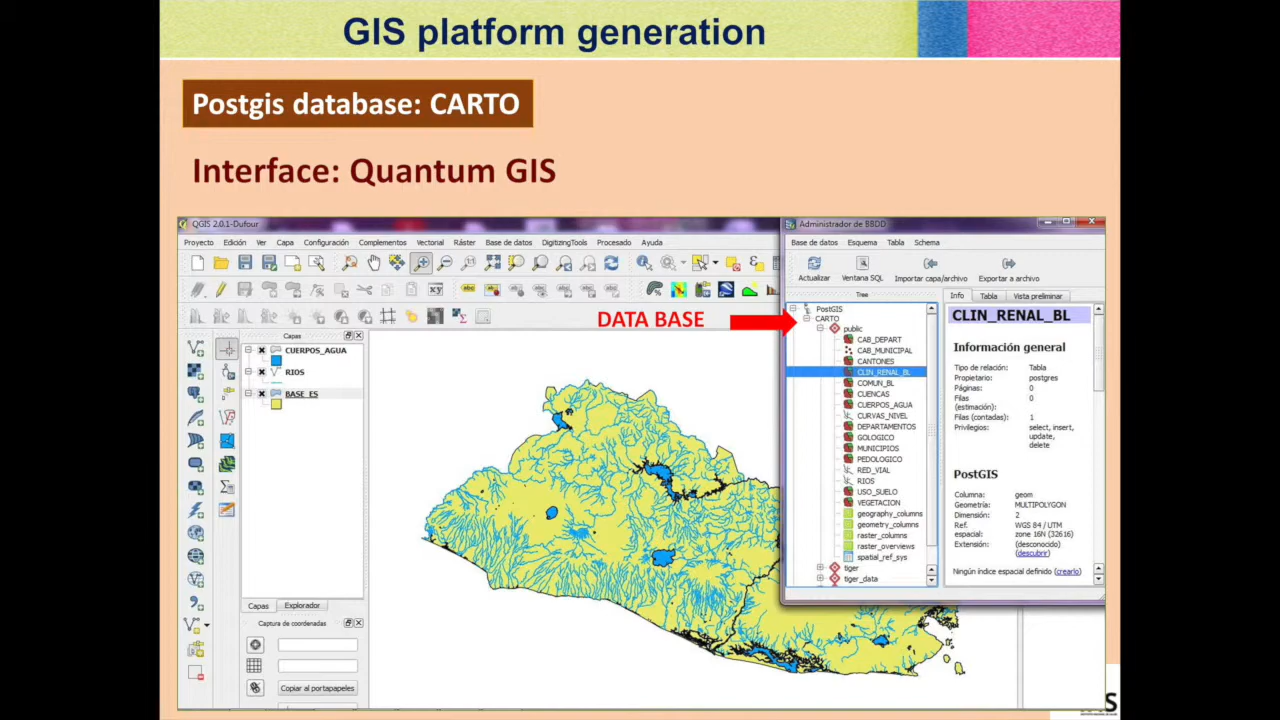 GIS platform generation
Postgis database: CARTO
Interface: Quantum GIS
QGIS 2.0.1-Dufour
Proyecto Edición Ver Capa Configuración Complementos Vectorial Ráster Base de datos DigitizingTools Procesado Ayuda
Capas
CUERPOS_AGUA
RIOS
BASE_ES
Capas Explorador
Captura de coordenadas
Copiar al portapapeles
DATA BASE
Administrador de BBDD
Base de datos Esquema Tabla Schema
Actualizar Ventana SQL Importar capa/archivo Exportar a archivo
Tree
PostGIS
CARTO
public
CAB_DEPART
CAB_MUNICIPAL
CANTONES
CLIN_RENAL_BL
COMUN_BL
CUENCAS
CUERPOS_AGUA
CURVAS_NIVEL
DEPARTAMENTOS
GOLOGICO
MUNICIPIOS
PEDOLOGICO
RED_VIAL
RIOS
USO_SUELO
VEGETACION
geography_columns
geometry_columns
raster_columns
raster_overviews
spatial_ref_sys
tiger
tiger_data
Info Tabla Vista preliminar
CLIN_RENAL_BL
Información general
Tipo de relación: Tabla
Propietario: postgres
Páginas: 0
Filas (estimación): 0
Filas (contadas): 1
Privilegios: select, insert,
update,
delete
PostGIS
Columna: geom
Geometría: MULTIPOLYGON
Dimensión: 2
Ref. espacial: WGS 84 / UTM
zone 16N (32616)
Extensión: (desconocido)
(descubrir)
Ningún índice espacial definido (crearlo)